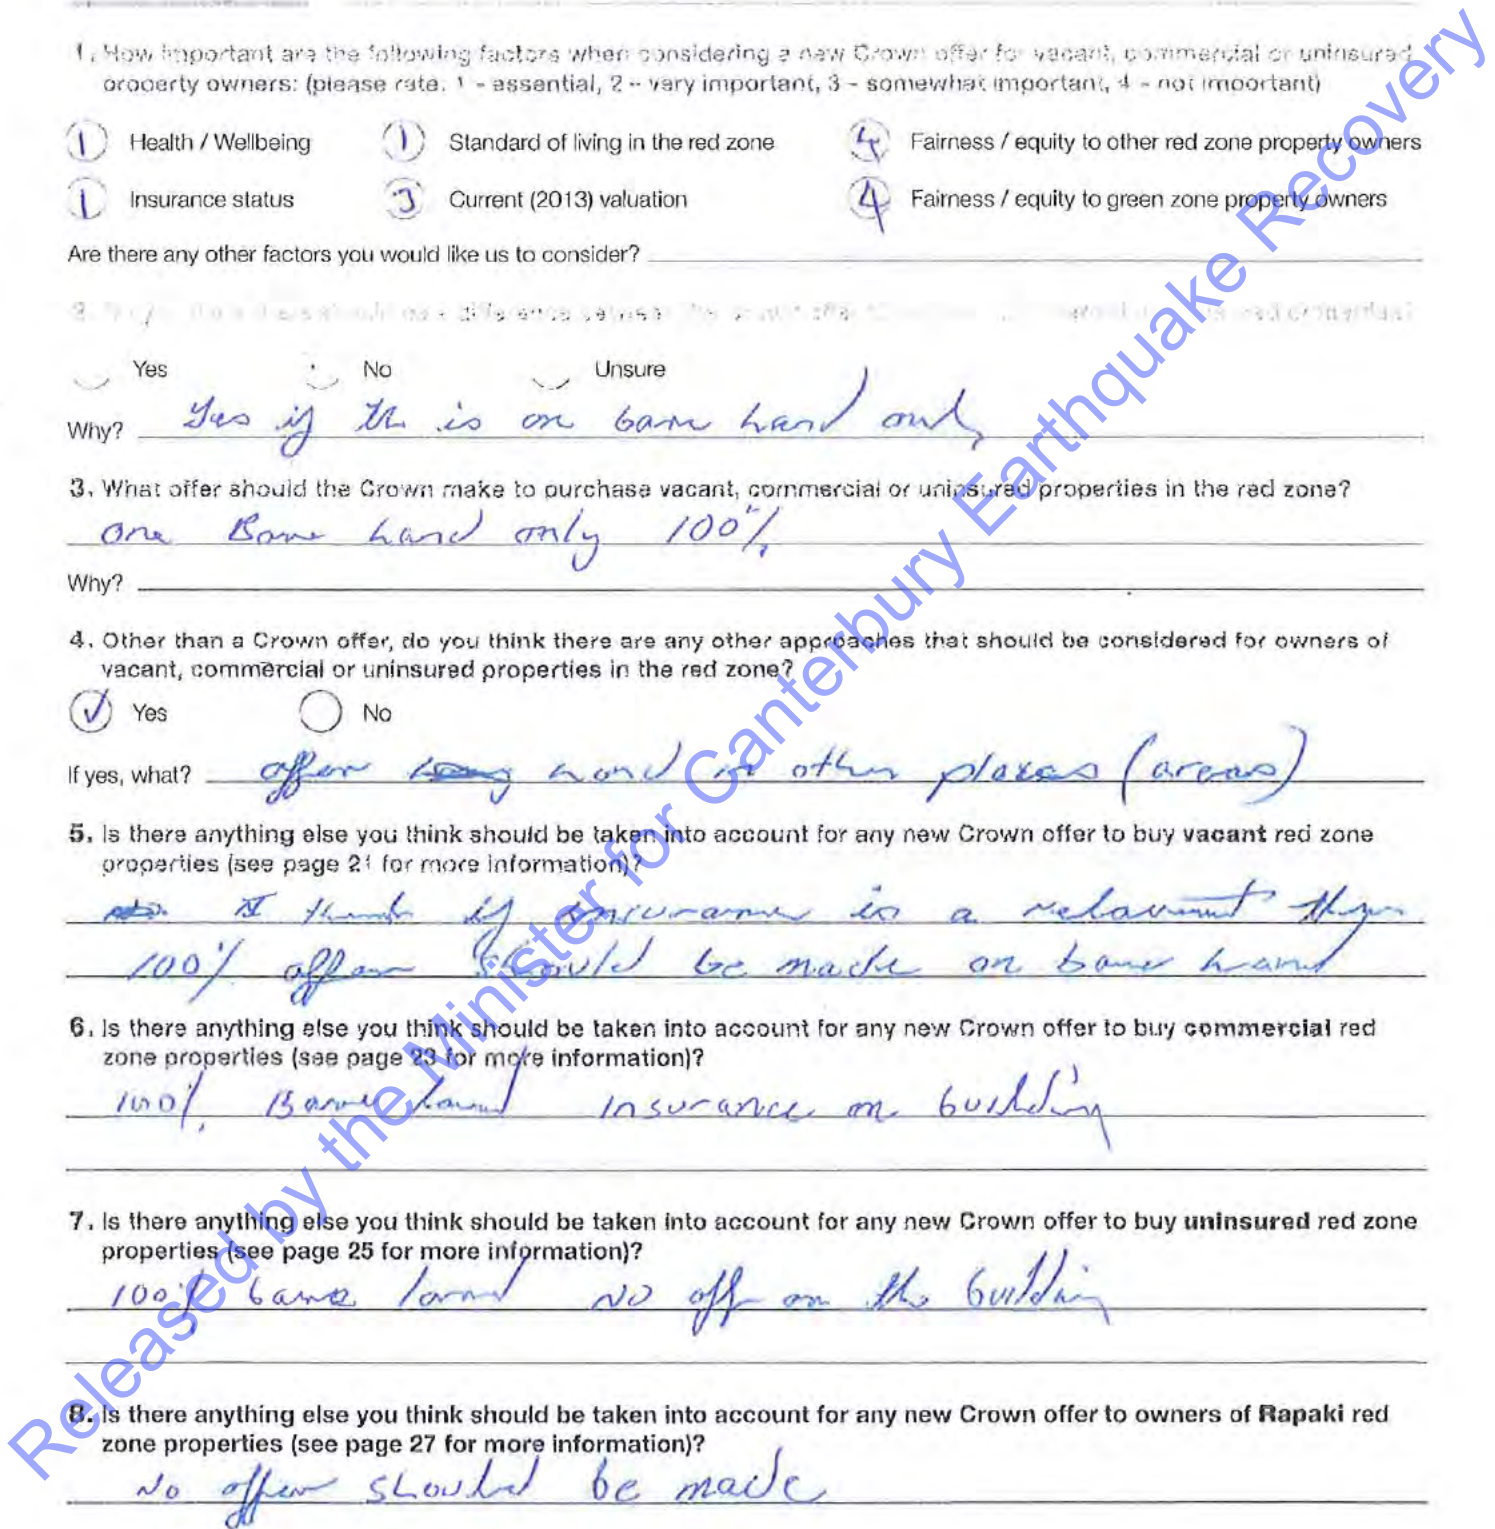 1. How important are the following factors when considering a new Crown offer for vacant, commercial or uninsured
property owners: (please rate: 1 - essential, 2 - very important, 3 - somewhat important, 4 - not important)
1 Health / Wellbeing 1 Standard of living in the red zone 4 Fairness / equity to other red zone property owners
1 Insurance status 3 Current (2013) valuation 4 Fairness / equity to green zone property owners
Are there any other factors you would like us to consider?
Yes No Unsure
Why? Yes if is on bare land only
3. What offer should the Crown make to purchase vacant, commercial or uninsured properties in the red zone?
One Bare land only 100%
Why?
4. Other than a Crown offer, do you think there are any other approaches that should be considered for owners of
vacant, commercial or uninsured properties in the red zone?
✓ Yes No
If yes, what? offer land in other places (areas)
5. Is there anything else you think should be taken into account for any new Crown offer to buy vacant red zone
properties (see page 21 for more information)?
I think if insurance is a relavent then
100% offer should be made on bare land
6. Is there anything else you think should be taken into account for any new Crown offer to buy commercial red
zone properties (see page 23 for more information)?
100% Bare land insurance on building
7. Is there anything else you think should be taken into account for any new Crown offer to buy uninsured red zone
properties (see page 25 for more information)?
100% bare land NO off on the building
8. Is there anything else you think should be taken into account for any new Crown offer to owners of Rapaki red
zone properties (see page 27 for more information)?
No offer should be made
Released by the Minister for Canterbury Earthquake Recovery